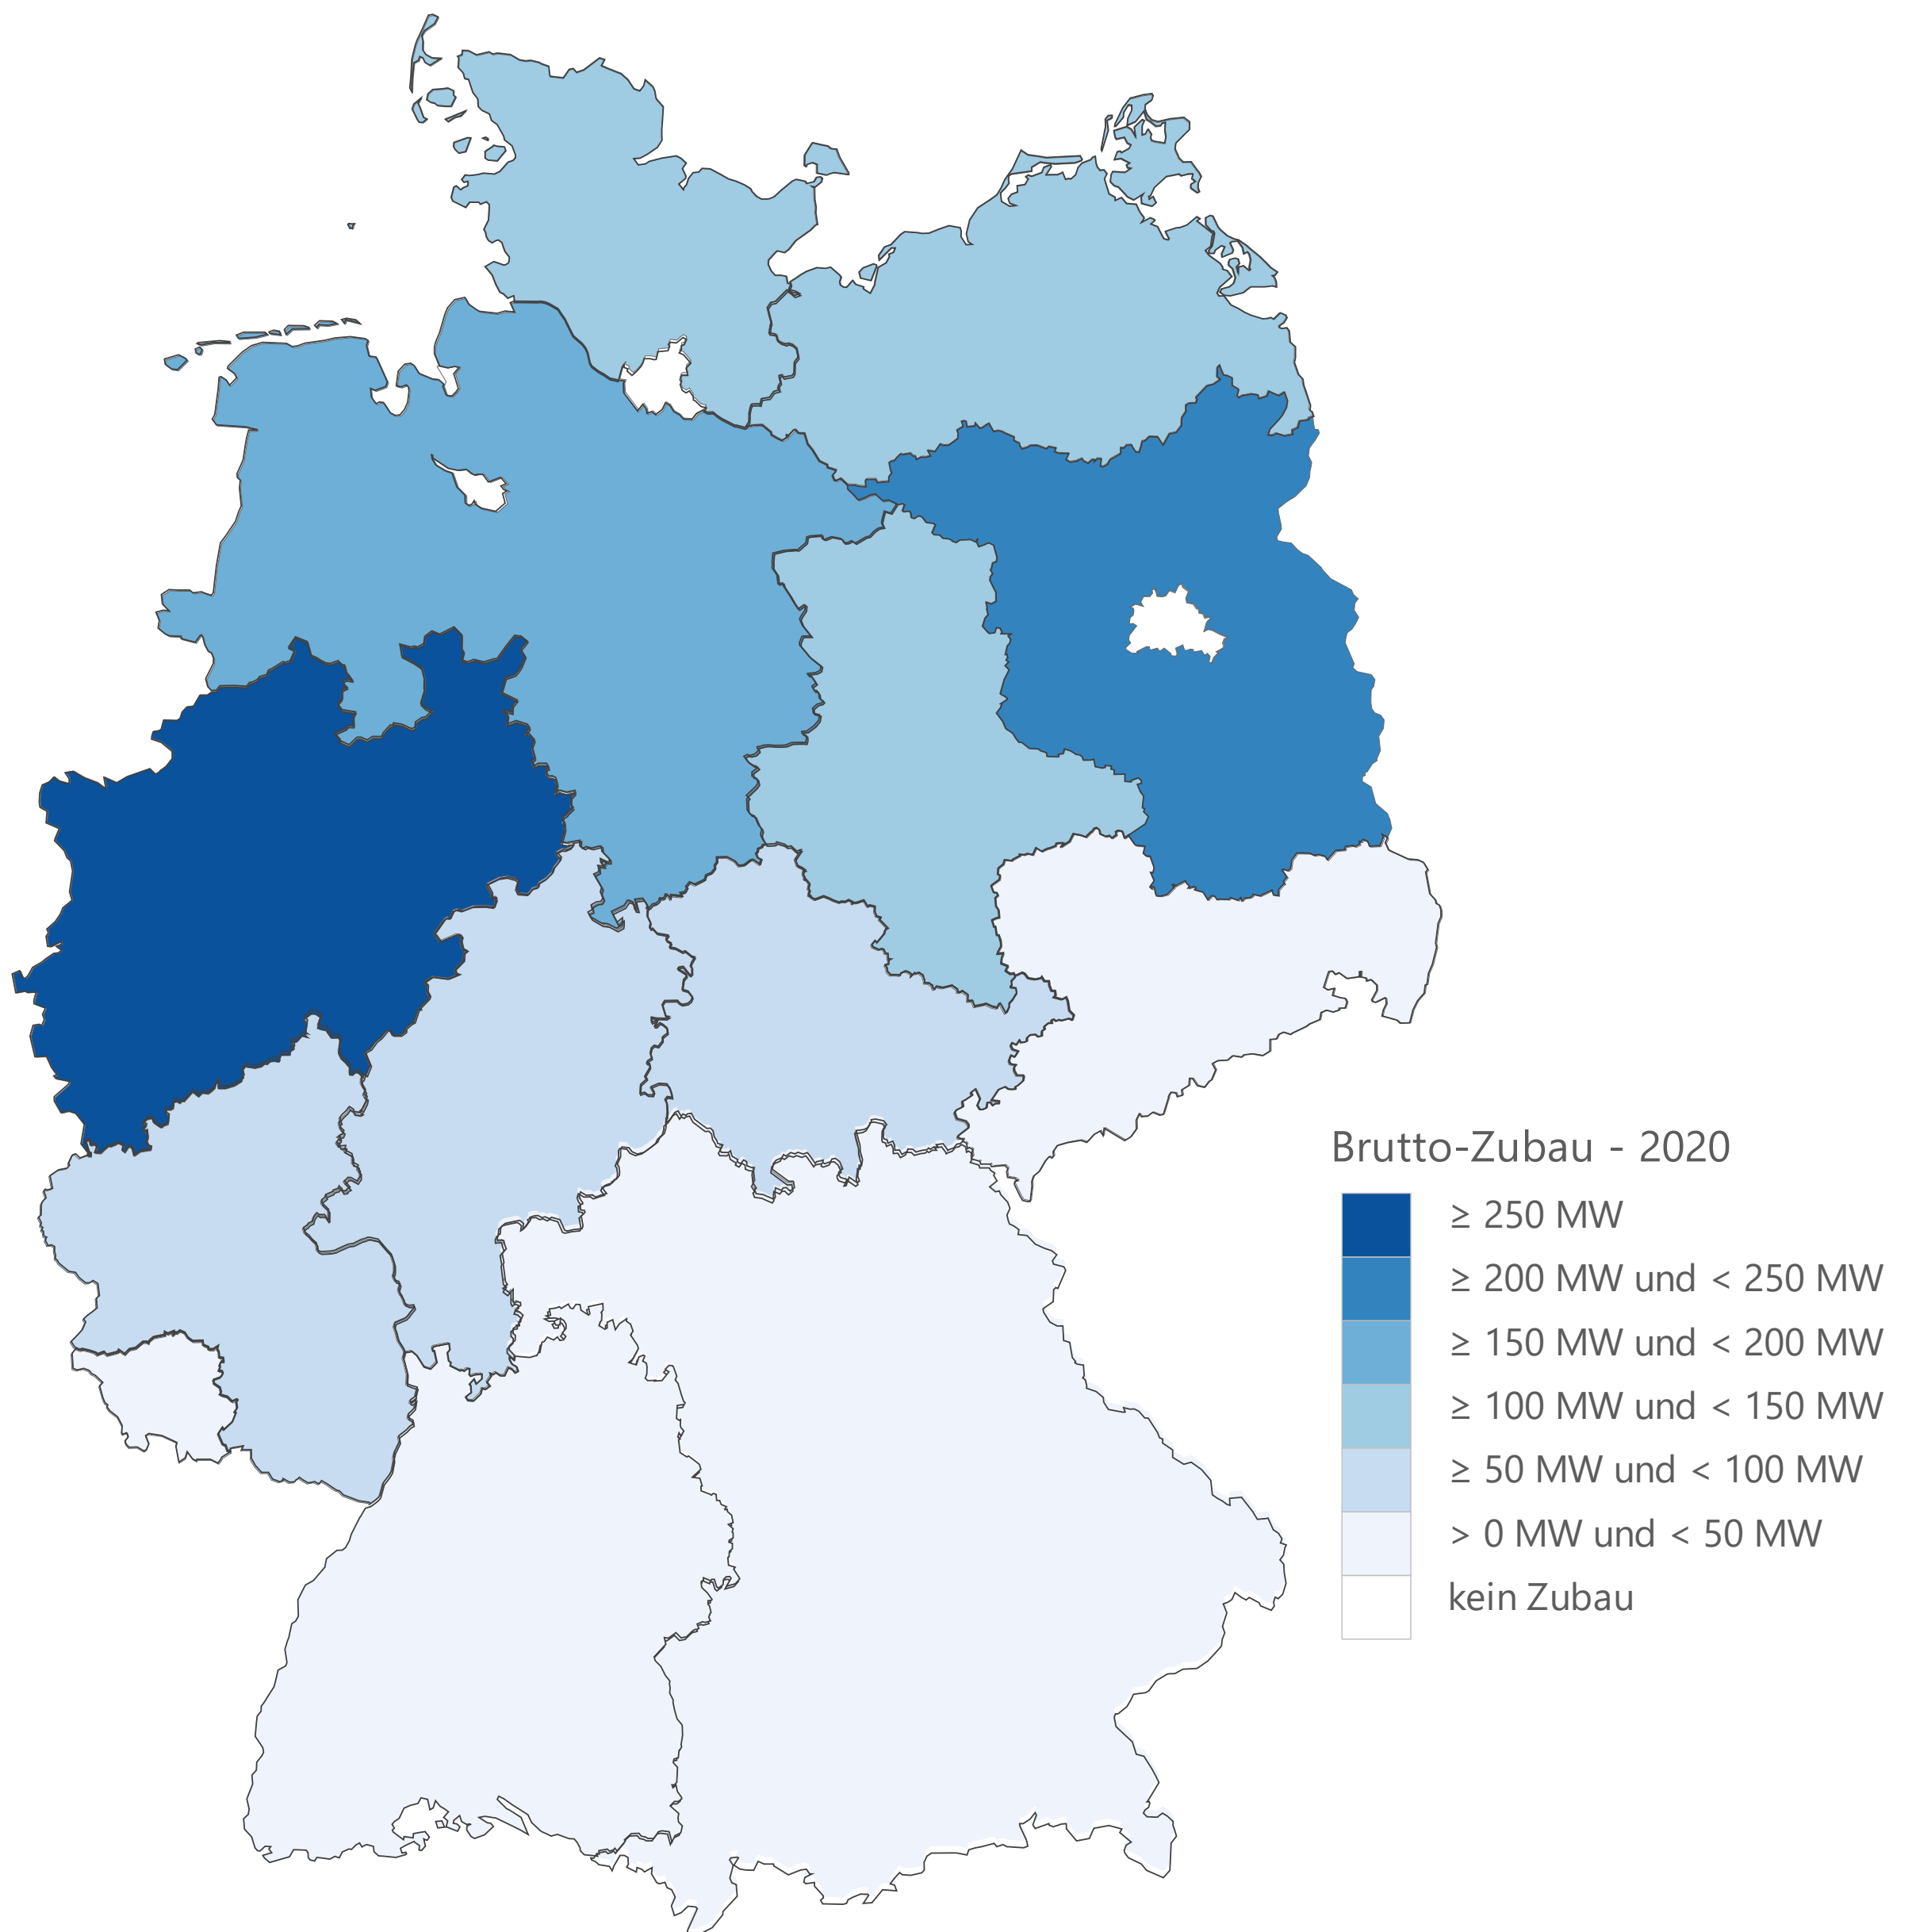 Brutto-Zubau - 2020
≥ 250 MW
≥ 200 MW und < 250 MW
≥ 150 MW und < 200 MW
≥ 100 MW und < 150 MW
≥ 50 MW und < 100 MW
> 0 MW und < 50 MW
kein Zubau